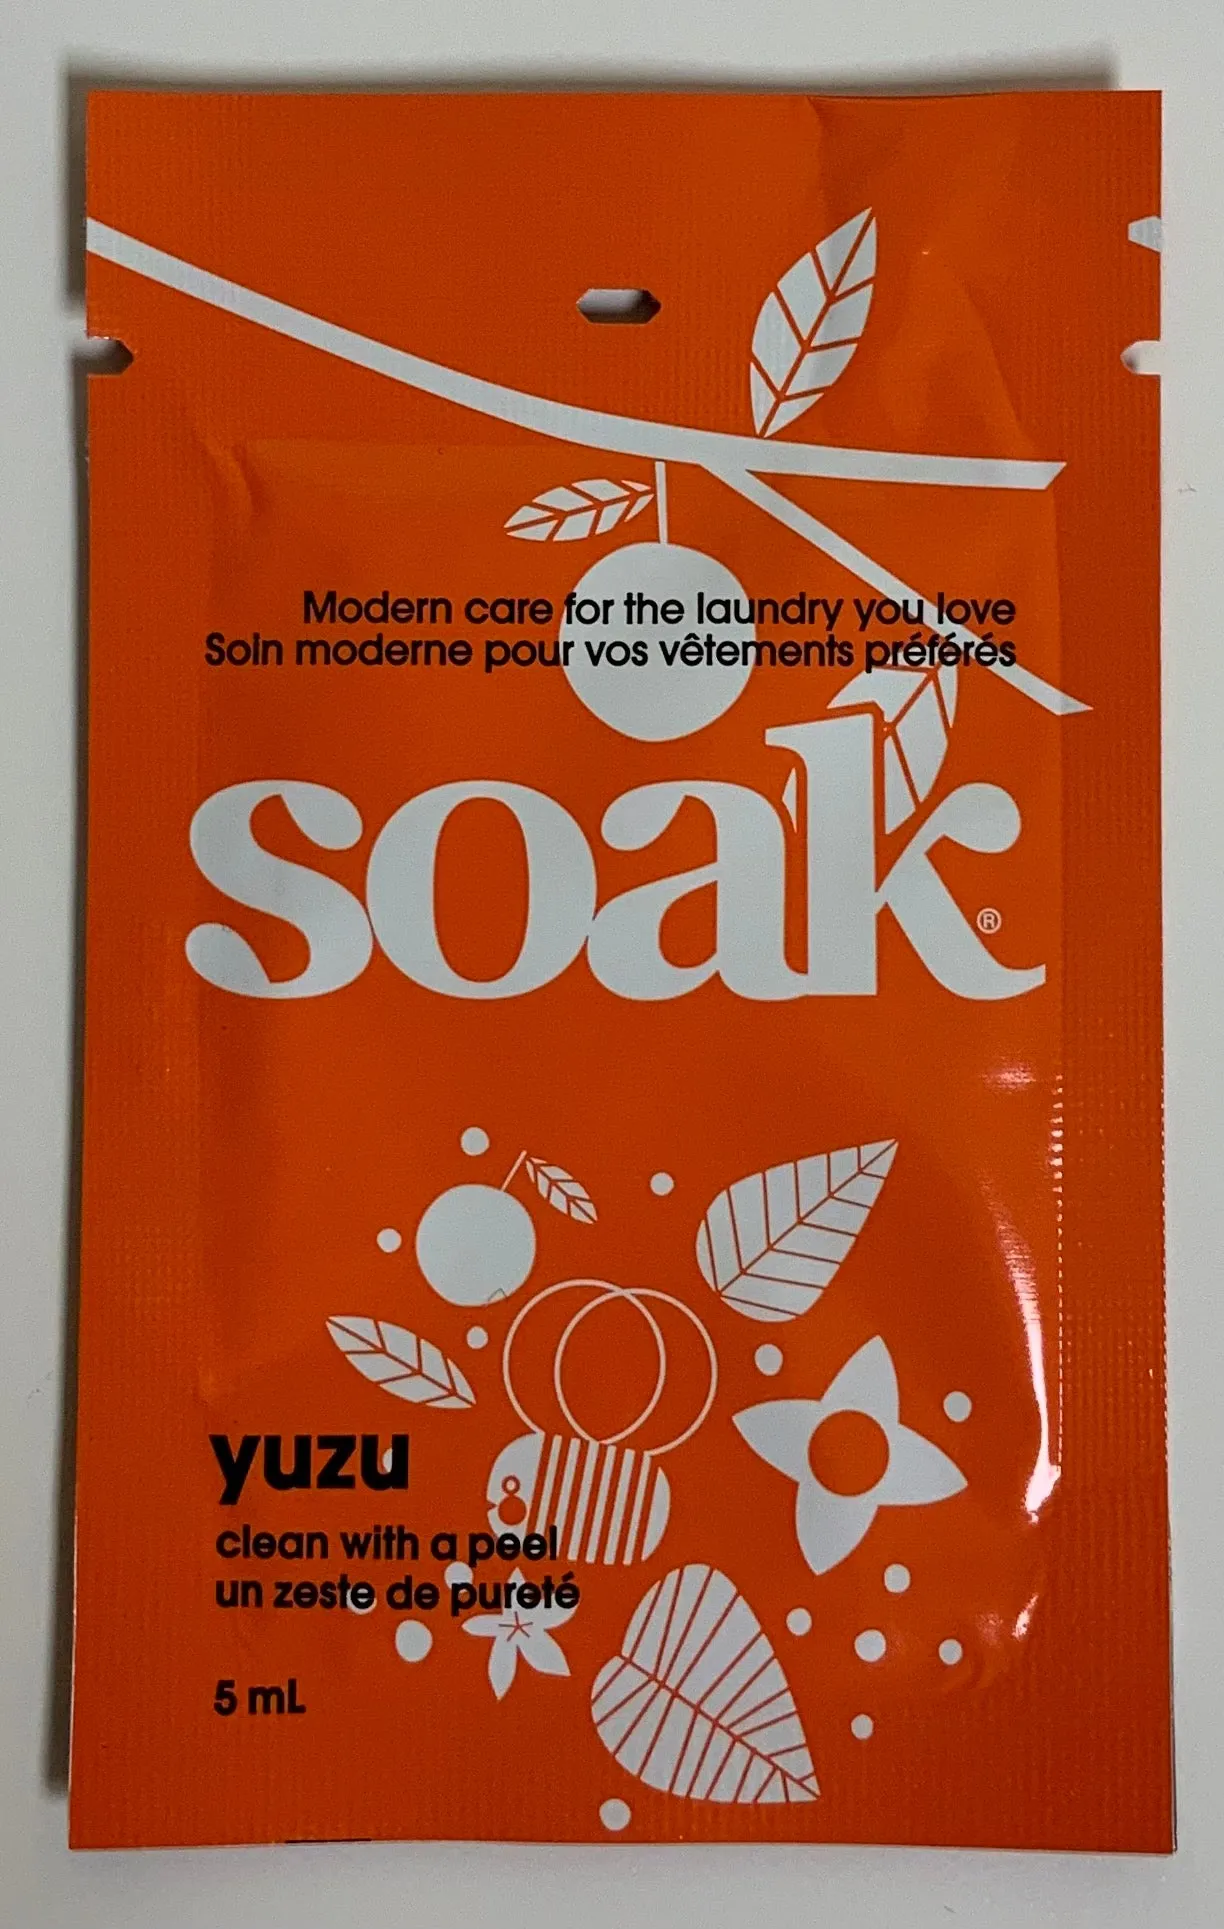 Modern care for the laundry you love
Soin moderne pour vos vêtements préférés
soak®
yuzu
clean with a peel
un zeste de pureté
5 mL